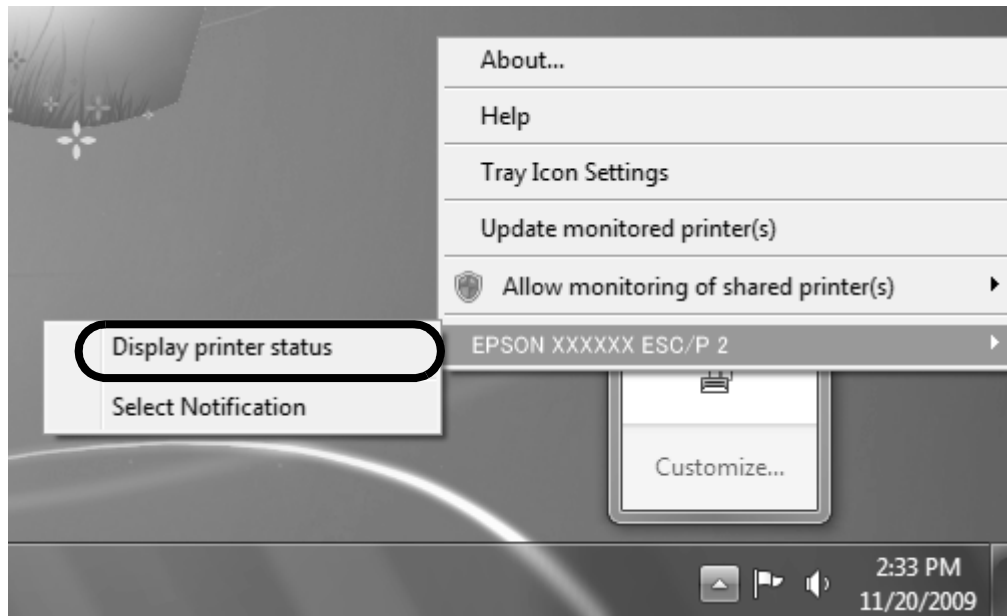 About...
Help
Tray Icon Settings
Update monitored printer(s)
Allow monitoring of shared printer(s)
EPSON XXXXXX ESC/P 2
Display printer status
Select Notification
Customize...
2:33 PM
11/20/2009